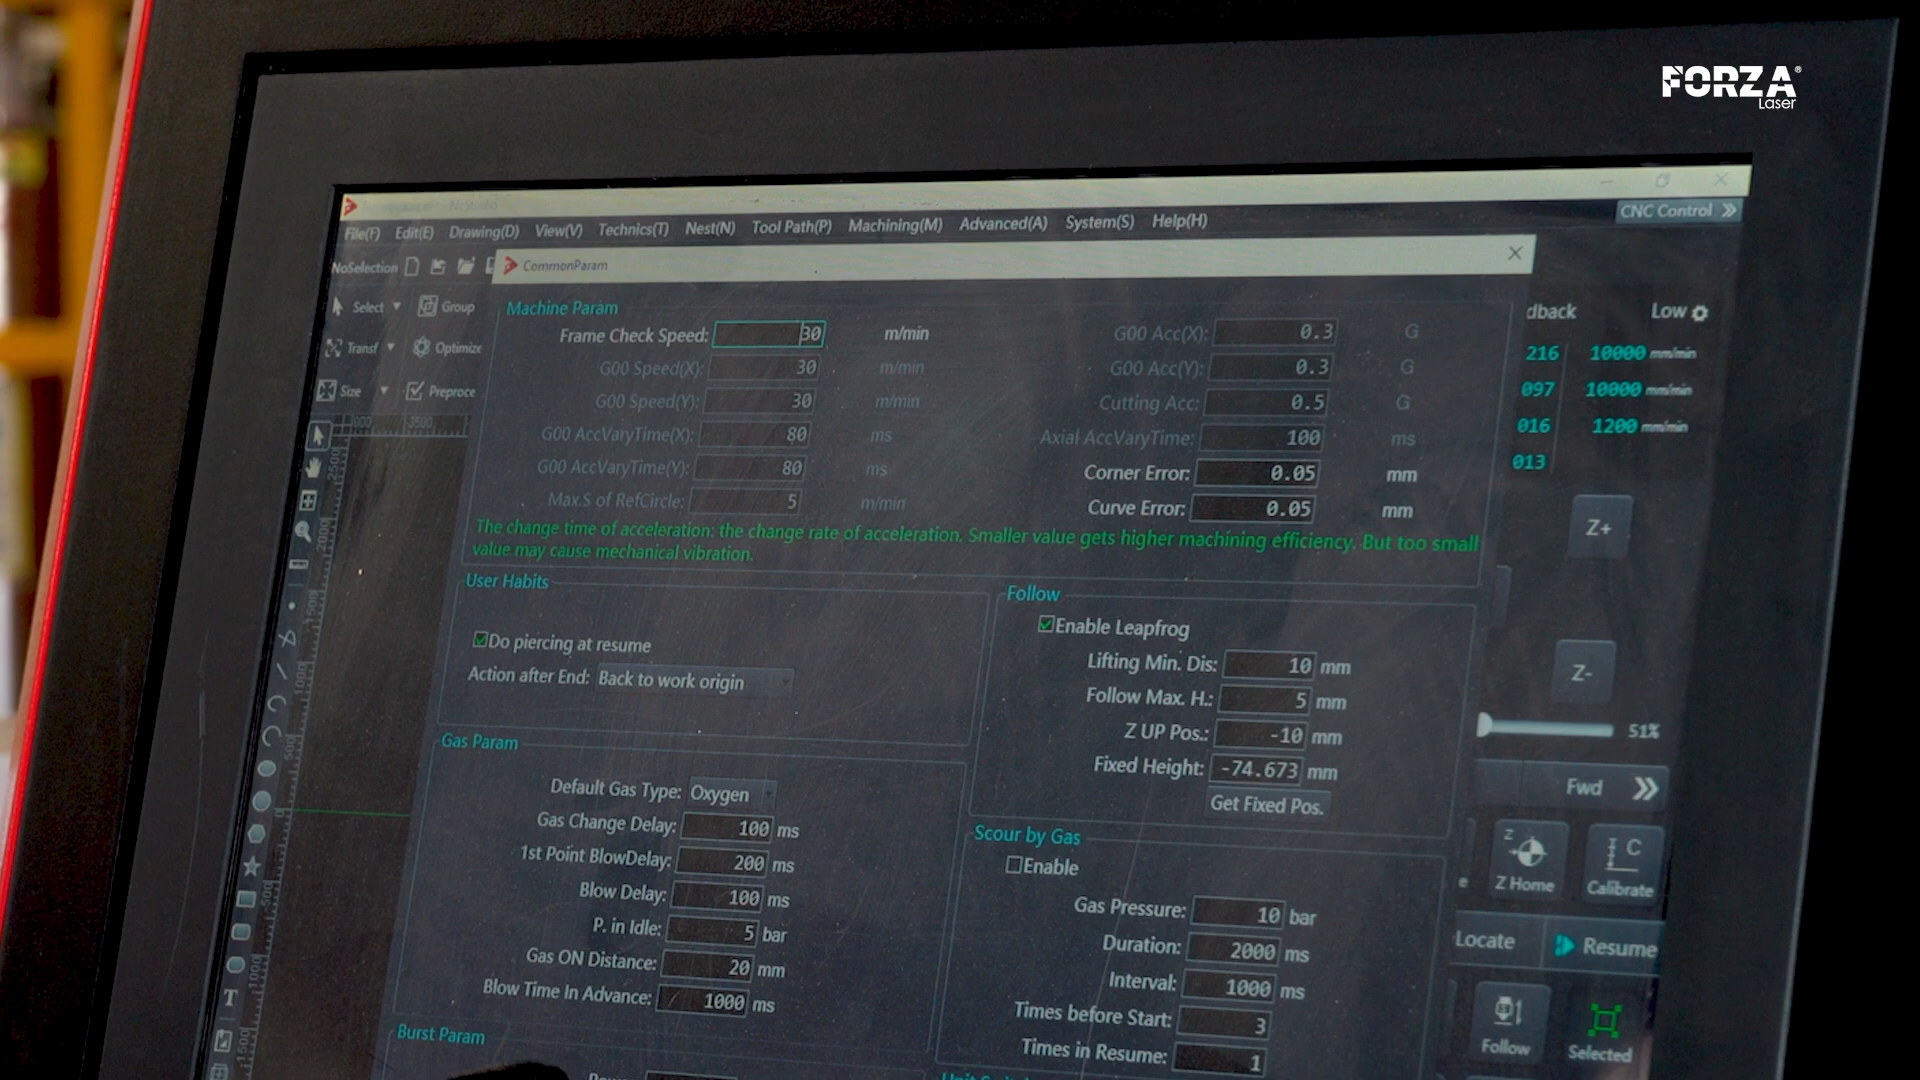 FORZA®
Laser
CNC Control
File(F) Edit(E) Drawing(D) View(V) Technics(T) Nest(N) Tool Path(P) Machining(M) Advanced(A) System(S) Help(H)
NoSelection
CommonParam
Select Group
Transf Optimize
Size Preproce
Machine Param
Frame Check Speed: 30 m/min
G00 Speed(X): 30 m/min
G00 Speed(Y): 30 m/min
G00 AccVaryTime(X): 80 ms
G00 AccVaryTime(Y): 80 ms
Max.S of RefCircle: 5 m/min
G00 Acc(X): 0.3 G
G00 Acc(Y): 0.3 G
Cutting Acc: 0.5 G
Axial AccVaryTime: 100 ms
Corner Error: 0.05 mm
Curve Error: 0.05 mm
The change time of acceleration: the change rate of acceleration. Smaller value gets higher machining efficiency. But too small
value may cause mechanical vibration.
User Habits
Do piercing at resume
Action after End: Back to work origin
Gas Param
Default Gas Type: Oxygen
Gas Change Delay: 100 ms
1st Point BlowDelay: 200 ms
Blow Delay: 100 ms
P. in Idle: 5 bar
Gas ON Distance: 20 mm
Blow Time In Advance: 1000 ms
Burst Param
Follow
Enable Leapfrog
Lifting Min. Dis: 10 mm
Follow Max. H.: 5 mm
Z UP Pos.: -10 mm
Fixed Height: -74.673 mm
Get Fixed Pos.
Scour by Gas
Enable
Gas Pressure: 10 bar
Duration: 2000 ms
Interval: 1000 ms
Times before Start: 3
Times in Resume: 1
dback Low
216 10000 mm/min
097 10000 mm/min
016 1200 mm/min
013
Z+
Z-
51%
Fwd
Z Home
C
Calibrate
Locate Resume
Follow Selected